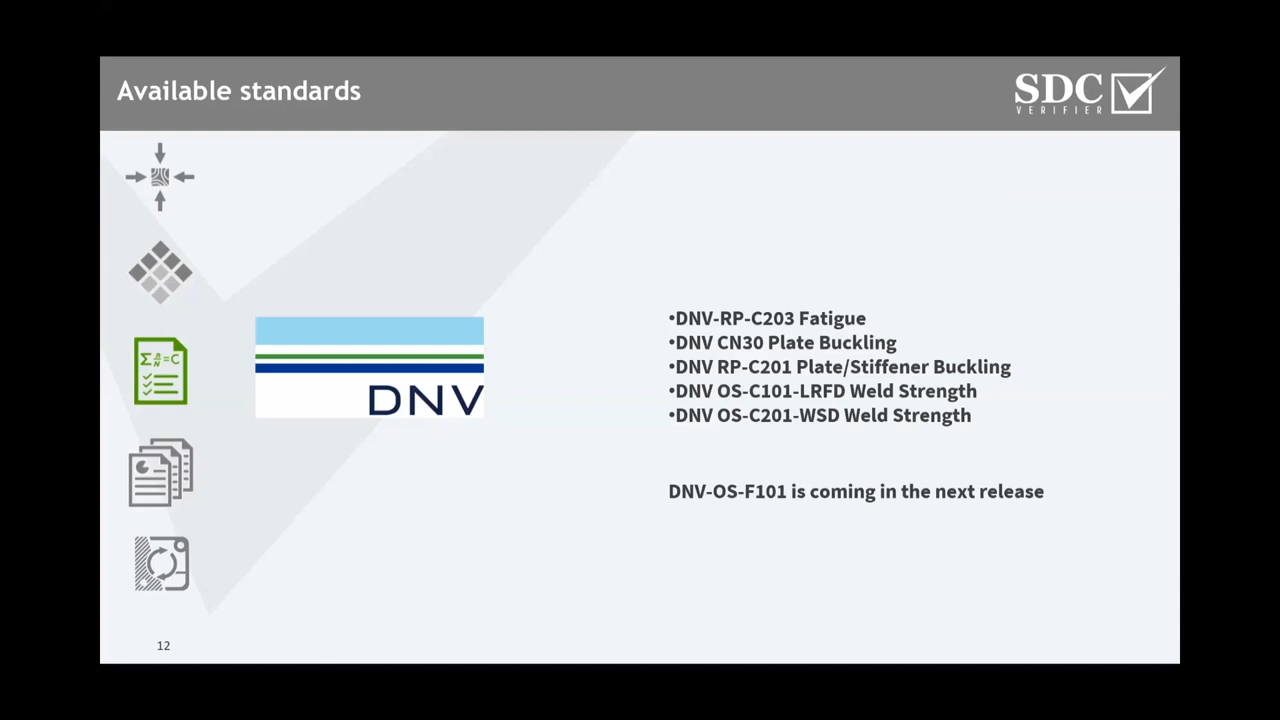 Available standards
SDC
VERIFIER
Σ a/N =C
DNV
•DNV-RP-C203 Fatigue
•DNV CN30 Plate Buckling
•DNV RP-C201 Plate/Stiffener Buckling
•DNV OS-C101-LRFD Weld Strength
•DNV OS-C201-WSD Weld Strength
DNV-OS-F101 is coming in the next release
12